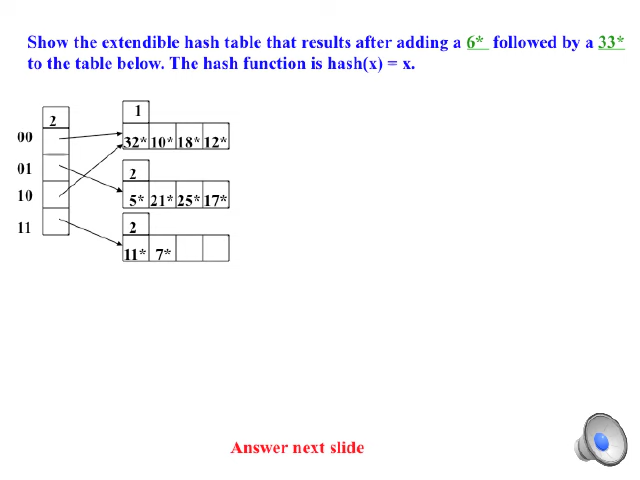 Show the extendible hash table that results after adding a 6* followed by a 33*
to the table below. The hash function is hash(x) = x.
2
1
00
32* 10* 18* 12*
01
2
10
5* 21* 25* 17*
11
2
11* 7*
Answer next slide